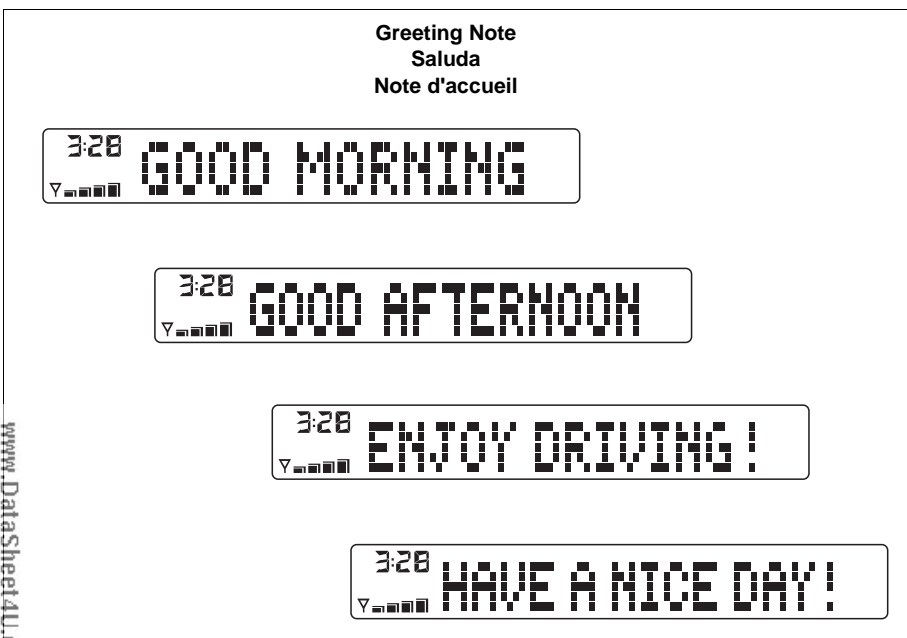 Greeting Note
Saluda
Note d'accueil
3:28
GOOD MORNING
3:28
GOOD AFTERNOON
3:28
ENJOY DRIVING!
3:28
HAVE A NICE DAY!
www.DataSheet4U.